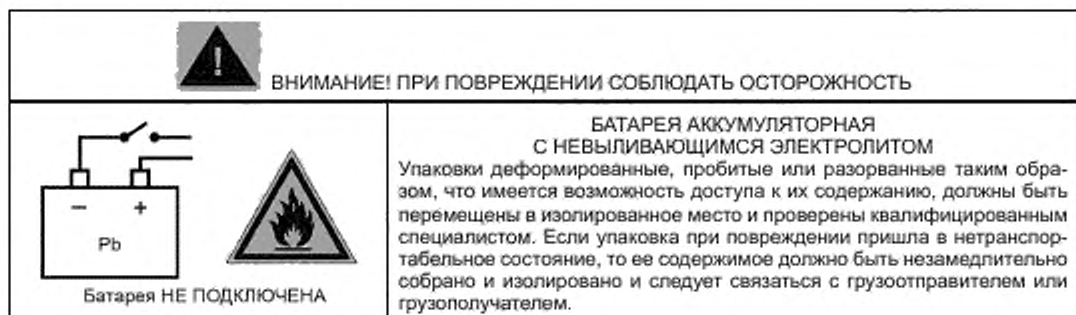 !
ВНИМАНИЕ! ПРИ ПОВРЕЖДЕНИИ СОБЛЮДАТЬ ОСТОРОЖНОСТЬ
− +
Pb
Батарея НЕ ПОДКЛЮЧЕНА
БАТАРЕЯ АККУМУЛЯТОРНАЯ
С НЕВЫЛИВАЮЩИМСЯ ЭЛЕКТРОЛИТОМ
Упаковки деформированные, пробитые или разорванные таким обра-
зом, что имеется возможность доступа к их содержанию, должны быть
перемещены в изолированное место и проверены квалифицированным
специалистом. Если упаковка при повреждении пришла в нетранспор-
табельное состояние, то ее содержимое должно быть незамедлительно
собрано и изолировано и следует связаться с грузоотправителем или
грузополучателем.